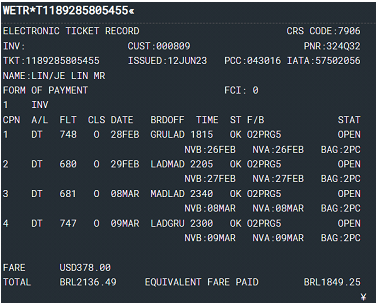 WETR*T1189285805455«
ELECTRONIC TICKET RECORD CRS CODE:7906
INV: CUST:000809 PNR:324Q32
TKT:1189285805455 ISSUED:12JUN23 PCC:043016 IATA:57502056
NAME:LIN/JE LIN MR
FORM OF PAYMENT FCI: 0
1 INV
CPN A/L FLT CLS DATE BRDOFF TIME ST F/B STAT
1 DT 748 O 28FEB GRULAD 1815 OK O2PRG5 OPEN
NVB:26FEB NVA:26FEB BAG:2PC
2 DT 680 O 29FEB LADMAD 2205 OK O2PRG5 OPEN
NVB:27FEB NVA:27FEB BAG:2PC
3 DT 681 O 08MAR MADLAD 2340 OK O2PRG5 OPEN
NVB:08MAR NVA:08MAR BAG:2PC
4 DT 747 O 09MAR LADGRU 2300 OK O2PRG5 OPEN
NVB:09MAR NVA:09MAR BAG:2PC
FARE USD378.00
TOTAL BRL2136.49 EQUIVALENT FARE PAID BRL1849.25
¥